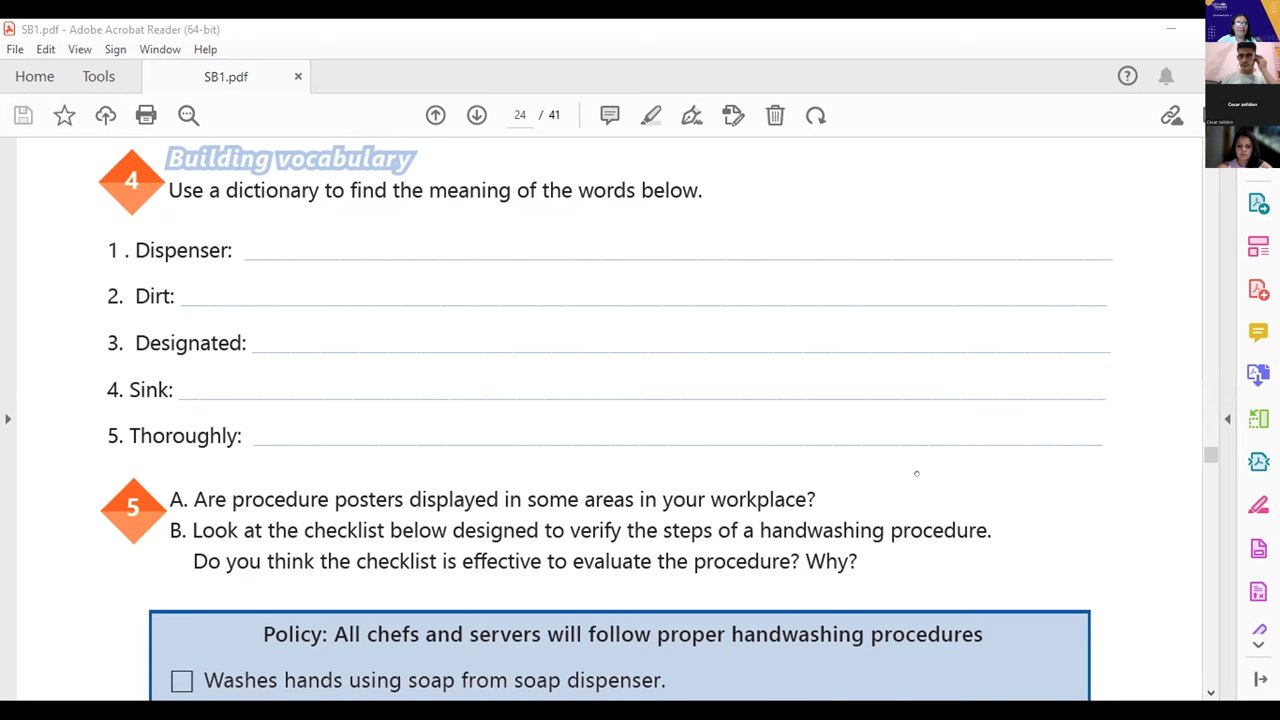 SB1.pdf - Adobe Acrobat Reader (64-bit)
File Edit View Sign Window Help
Home Tools SB1.pdf
24 / 41
Cesar zelidon
Cesar zelidon
Building vocabulary
4
Use a dictionary to find the meaning of the words below.
1 . Dispenser:
2. Dirt:
3. Designated:
4. Sink:
5. Thoroughly:
5
A. Are procedure posters displayed in some areas in your workplace?
B. Look at the checklist below designed to verify the steps of a handwashing procedure.
Do you think the checklist is effective to evaluate the procedure? Why?
Policy: All chefs and servers will follow proper handwashing procedures
Washes hands using soap from soap dispenser.